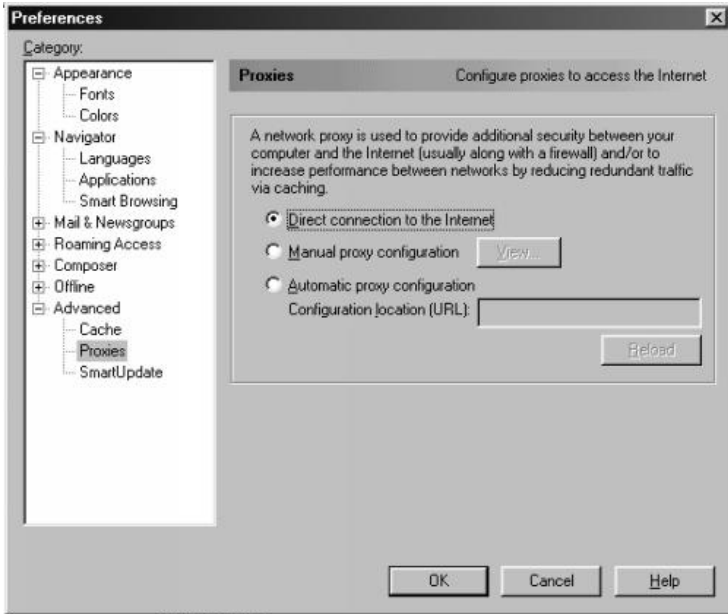 Preferences
Category:
Appearance
Fonts
Colors
Navigator
Languages
Applications
Smart Browsing
Mail & Newsgroups
Roaming Access
Composer
Offline
Advanced
Cache
Proxies
SmartUpdate
Proxies Configure proxies to access the Internet
A network proxy is used to provide additional security between your
computer and the Internet (usually along with a firewall) and/or to
increase performance between networks by reducing redundant traffic
via caching.
Direct connection to the Internet
Manual proxy configuration View...
Automatic proxy configuration
Configuration location (URL):
Reload
OK Cancel Help